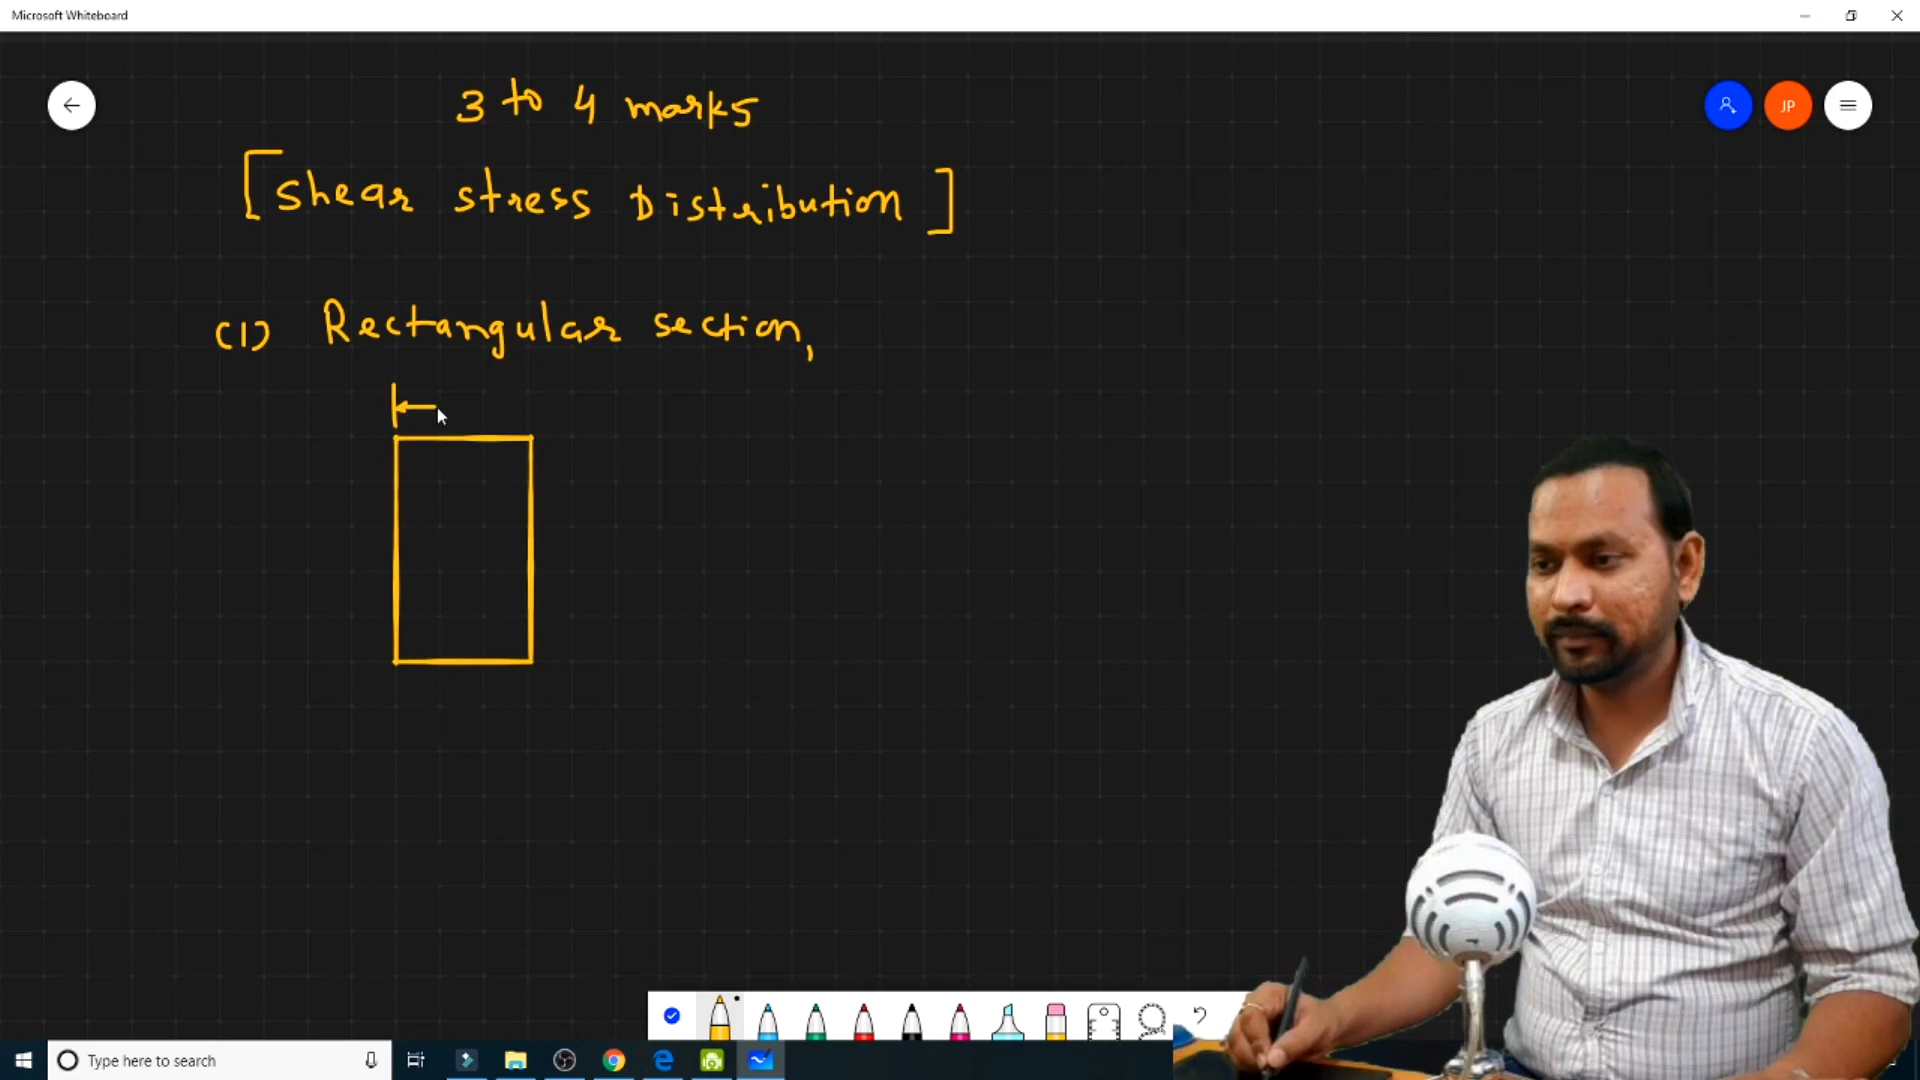 Microsoft Whiteboard
3 to 4 marks
[Shear stress Distribution]
JP
(1) Rectangular section,
Type here to search